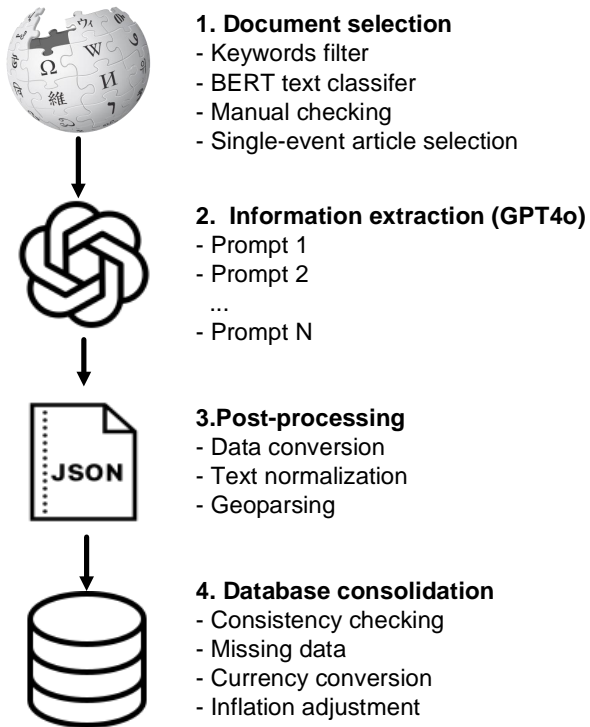 1. Document selection
- Keywords filter
- BERT text classifer
- Manual checking
- Single-event article selection
Ω W И
維
2. Information extraction (GPT4o)
- Prompt 1
- Prompt 2
...
- Prompt N
3.Post-processing
- Data conversion
- Text normalization
- Geoparsing
JSON
4. Database consolidation
- Consistency checking
- Missing data
- Currency conversion
- Inflation adjustment